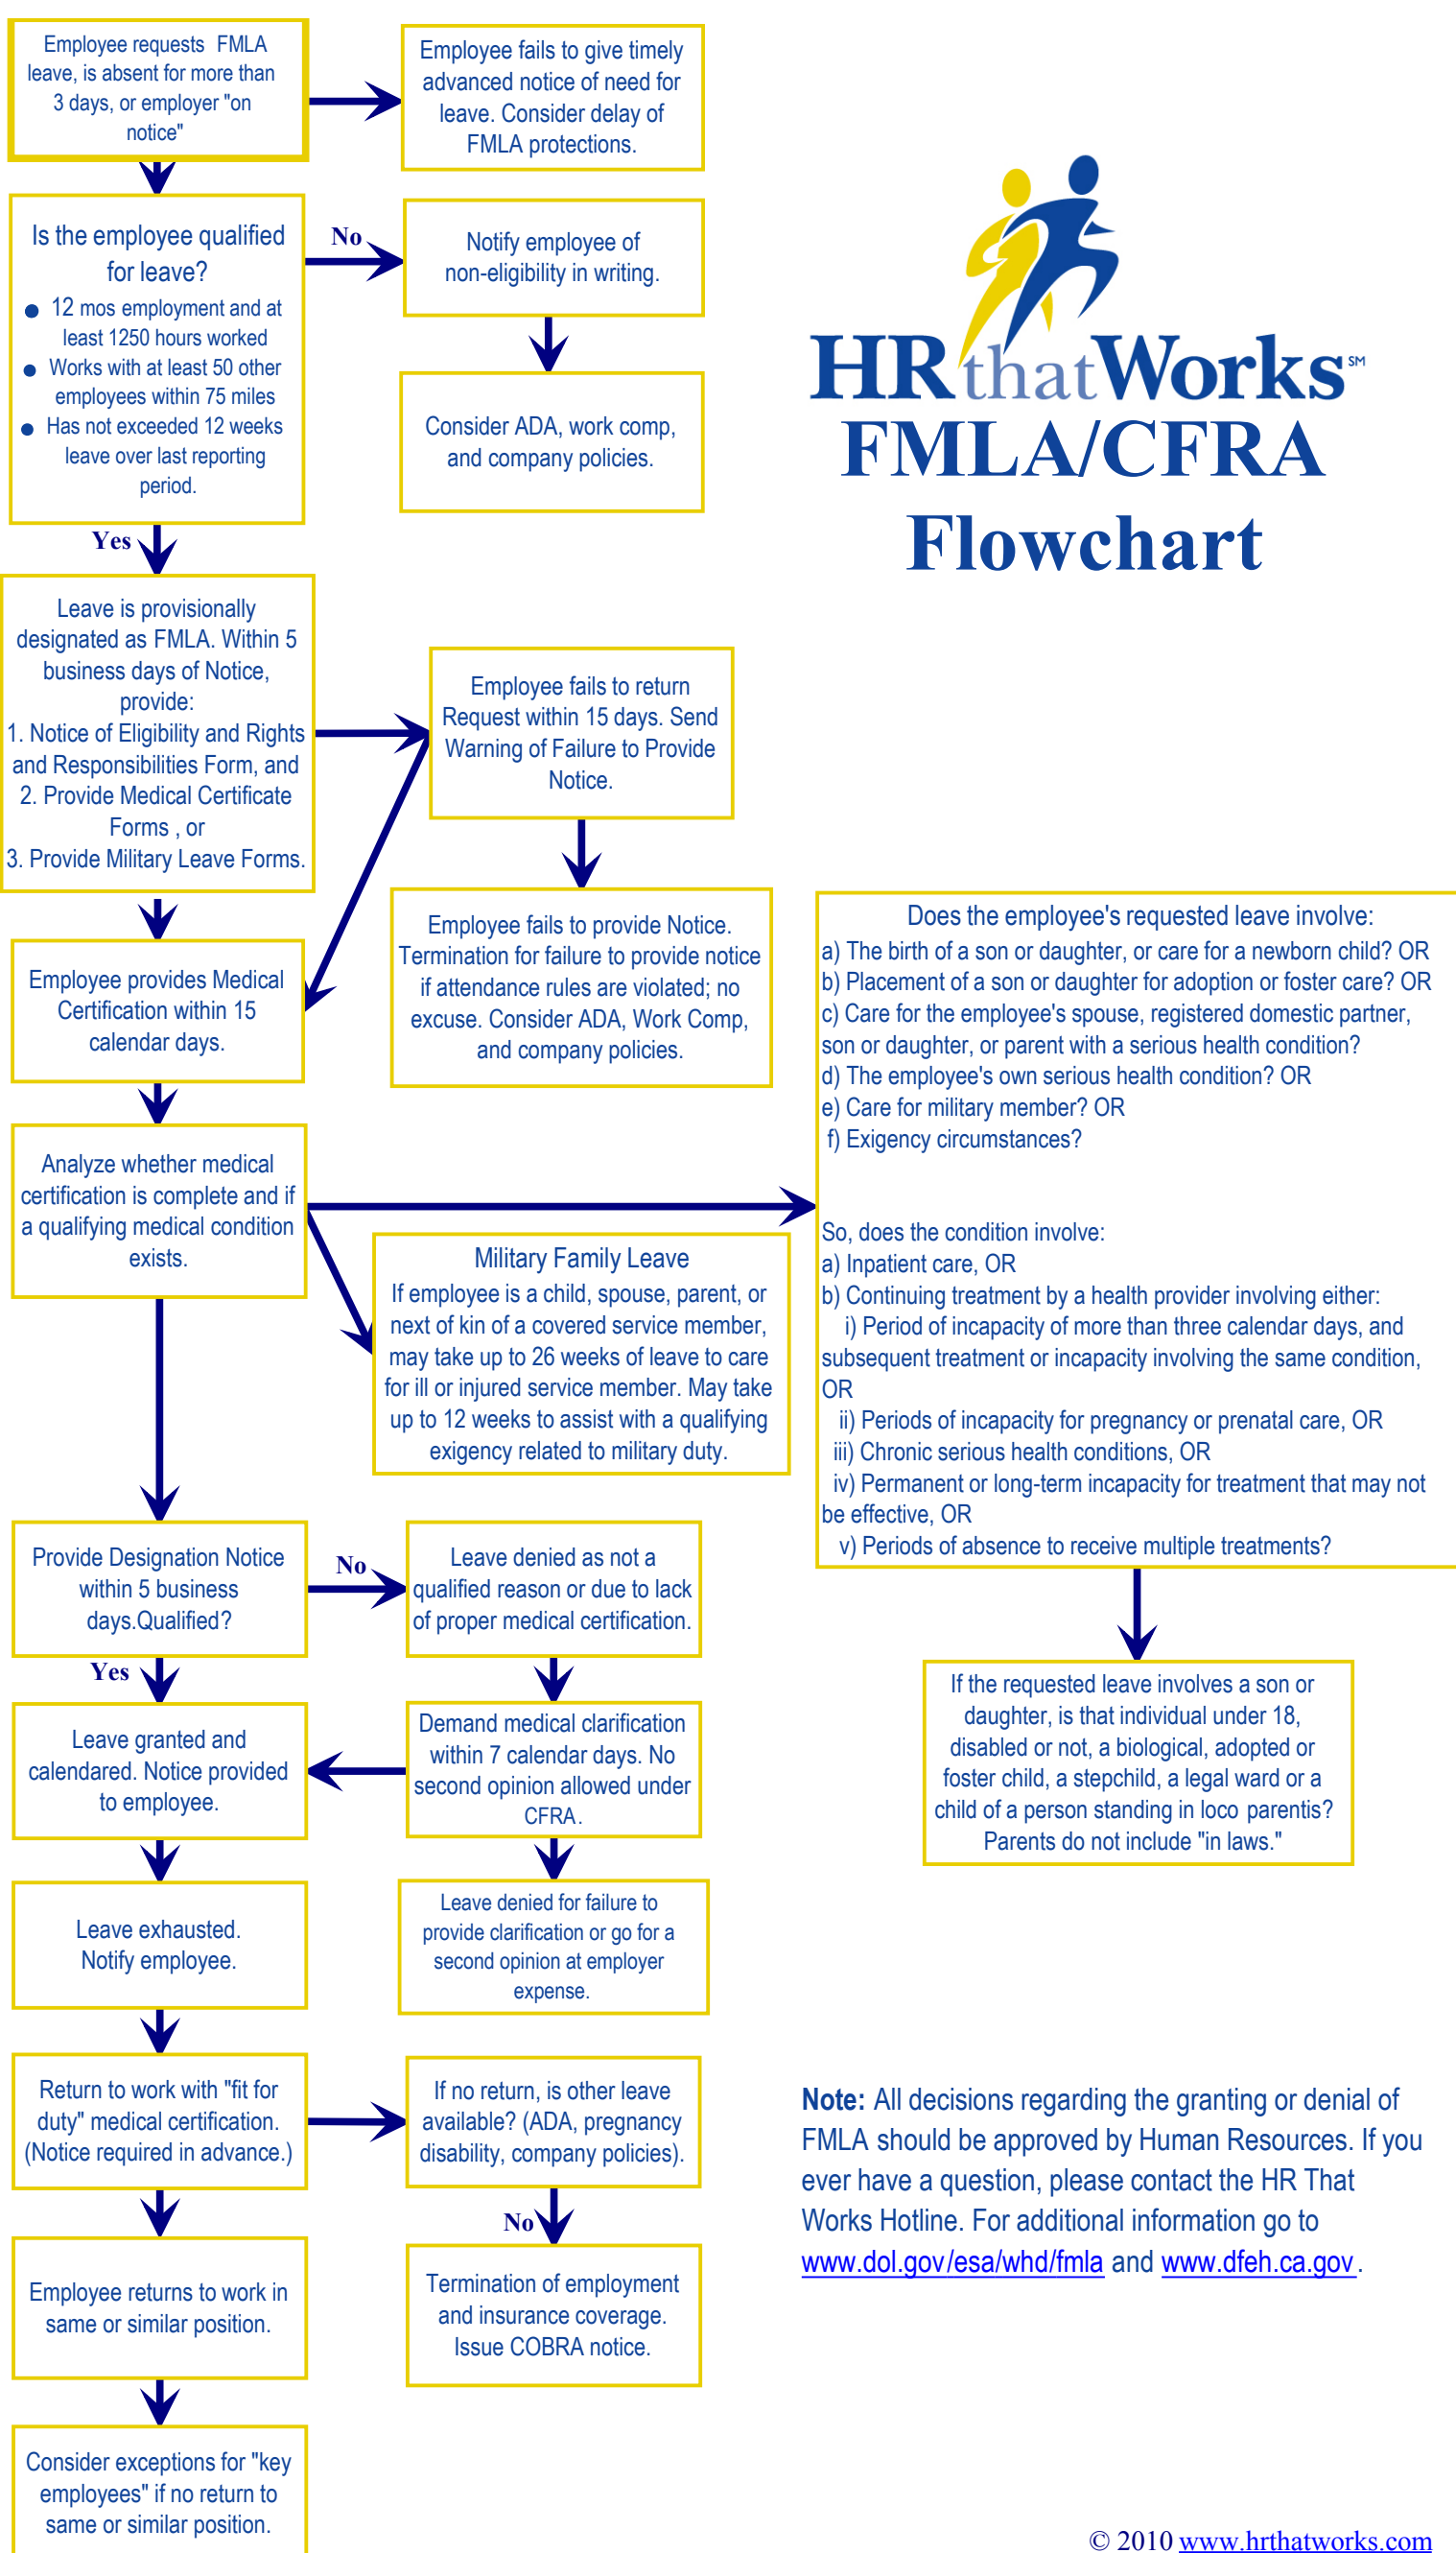 Employee requests FMLA
leave, is absent for more than
3 days, or employer "on
notice"
Employee fails to give timely
advanced notice of need for
leave. Consider delay of
FMLA protections.
Is the employee qualified
for leave?
● 12 mos employment and at
least 1250 hours worked
● Works with at least 50 other
employees within 75 miles
● Has not exceeded 12 weeks
leave over last reporting
period.
No
Notify employee of
non-eligibility in writing.
Consider ADA, work comp,
and company policies.
HRthatWorks℠
FMLA/CFRA
Flowchart
Yes
Leave is provisionally
designated as FMLA. Within 5
business days of Notice,
provide:
1. Notice of Eligibility and Rights
and Responsibilities Form, and
2. Provide Medical Certificate
Forms , or
3. Provide Military Leave Forms.
Employee fails to return
Request within 15 days. Send
Warning of Failure to Provide
Notice.
Employee fails to provide Notice.
Termination for failure to provide notice
if attendance rules are violated; no
excuse. Consider ADA, Work Comp,
and company policies.
Employee provides Medical
Certification within 15
calendar days.
Analyze whether medical
certification is complete and if
a qualifying medical condition
exists.
Does the employee's requested leave involve:
a) The birth of a son or daughter, or care for a newborn child? OR
b) Placement of a son or daughter for adoption or foster care? OR
c) Care for the employee's spouse, registered domestic partner,
son or daughter, or parent with a serious health condition?
d) The employee's own serious health condition? OR
e) Care for military member? OR
f) Exigency circumstances?
So, does the condition involve:
a) Inpatient care, OR
b) Continuing treatment by a health provider involving either:
i) Period of incapacity of more than three calendar days, and
subsequent treatment or incapacity involving the same condition,
OR
ii) Periods of incapacity for pregnancy or prenatal care, OR
iii) Chronic serious health conditions, OR
iv) Permanent or long-term incapacity for treatment that may not
be effective, OR
v) Periods of absence to receive multiple treatments?
Military Family Leave
If employee is a child, spouse, parent, or
next of kin of a covered service member,
may take up to 26 weeks of leave to care
for ill or injured service member. May take
up to 12 weeks to assist with a qualifying
exigency related to military duty.
Provide Designation Notice
within 5 business
days.Qualified?
No
Leave denied as not a
qualified reason or due to lack
of proper medical certification.
Yes
Leave granted and
calendared. Notice provided
to employee.
Demand medical clarification
within 7 calendar days. No
second opinion allowed under
CFRA.
If the requested leave involves a son or
daughter, is that individual under 18,
disabled or not, a biological, adopted or
foster child, a stepchild, a legal ward or a
child of a person standing in loco parentis?
Parents do not include "in laws."
Leave exhausted.
Notify employee.
Leave denied for failure to
provide clarification or go for a
second opinion at employer
expense.
Return to work with "fit for
duty" medical certification.
(Notice required in advance.)
If no return, is other leave
available? (ADA, pregnancy
disability, company policies).
No
Termination of employment
and insurance coverage.
Issue COBRA notice.
Note: All decisions regarding the granting or denial of
FMLA should be approved by Human Resources. If you
ever have a question, please contact the HR That
Works Hotline. For additional information go to
www.dol.gov/esa/whd/fmla and www.dfeh.ca.gov.
Employee returns to work in
same or similar position.
Consider exceptions for "key
employees" if no return to
same or similar position.
© 2010 www.hrthatworks.com